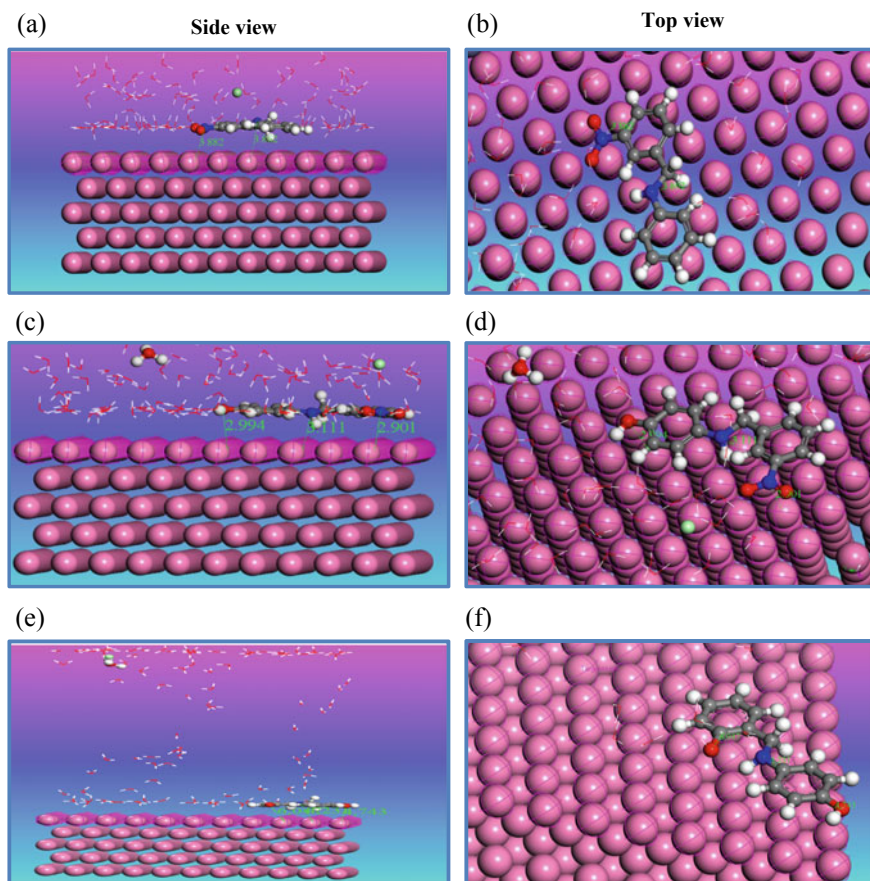 (a)
Side view
(b)
Top view
3.882
(c)
(d)
2.994
3.111
2.901
(e)
(f)